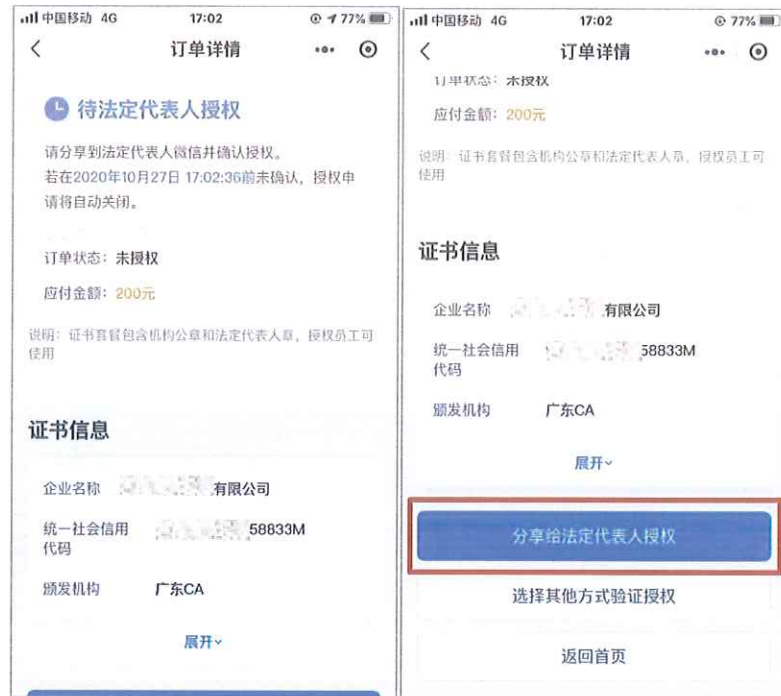 中国移动 4G 17:02 77%
订单详情
待法定代表人授权
请分享到法定代表人微信并确认授权。
若在2020年10月27日 17:02:36前未确认，授权申
请将自动关闭。
订单状态：未授权
应付金额：200元
说明：证书套餐包含机构公章和法定代表人章，授权员工可
使用
证书信息
企业名称 有限公司
统一社会信用 58833M
代码
颁发机构 广东CA
展开
中国移动 4G 17:02 77%
订单详情
订单状态：未授权
应付金额：200元
说明：证书套餐包含机构公章和法定代表人章，授权员工可
使用
证书信息
企业名称 有限公司
统一社会信用 58833M
代码
颁发机构 广东CA
展开
分享给法定代表人授权
选择其他方式验证授权
返回首页